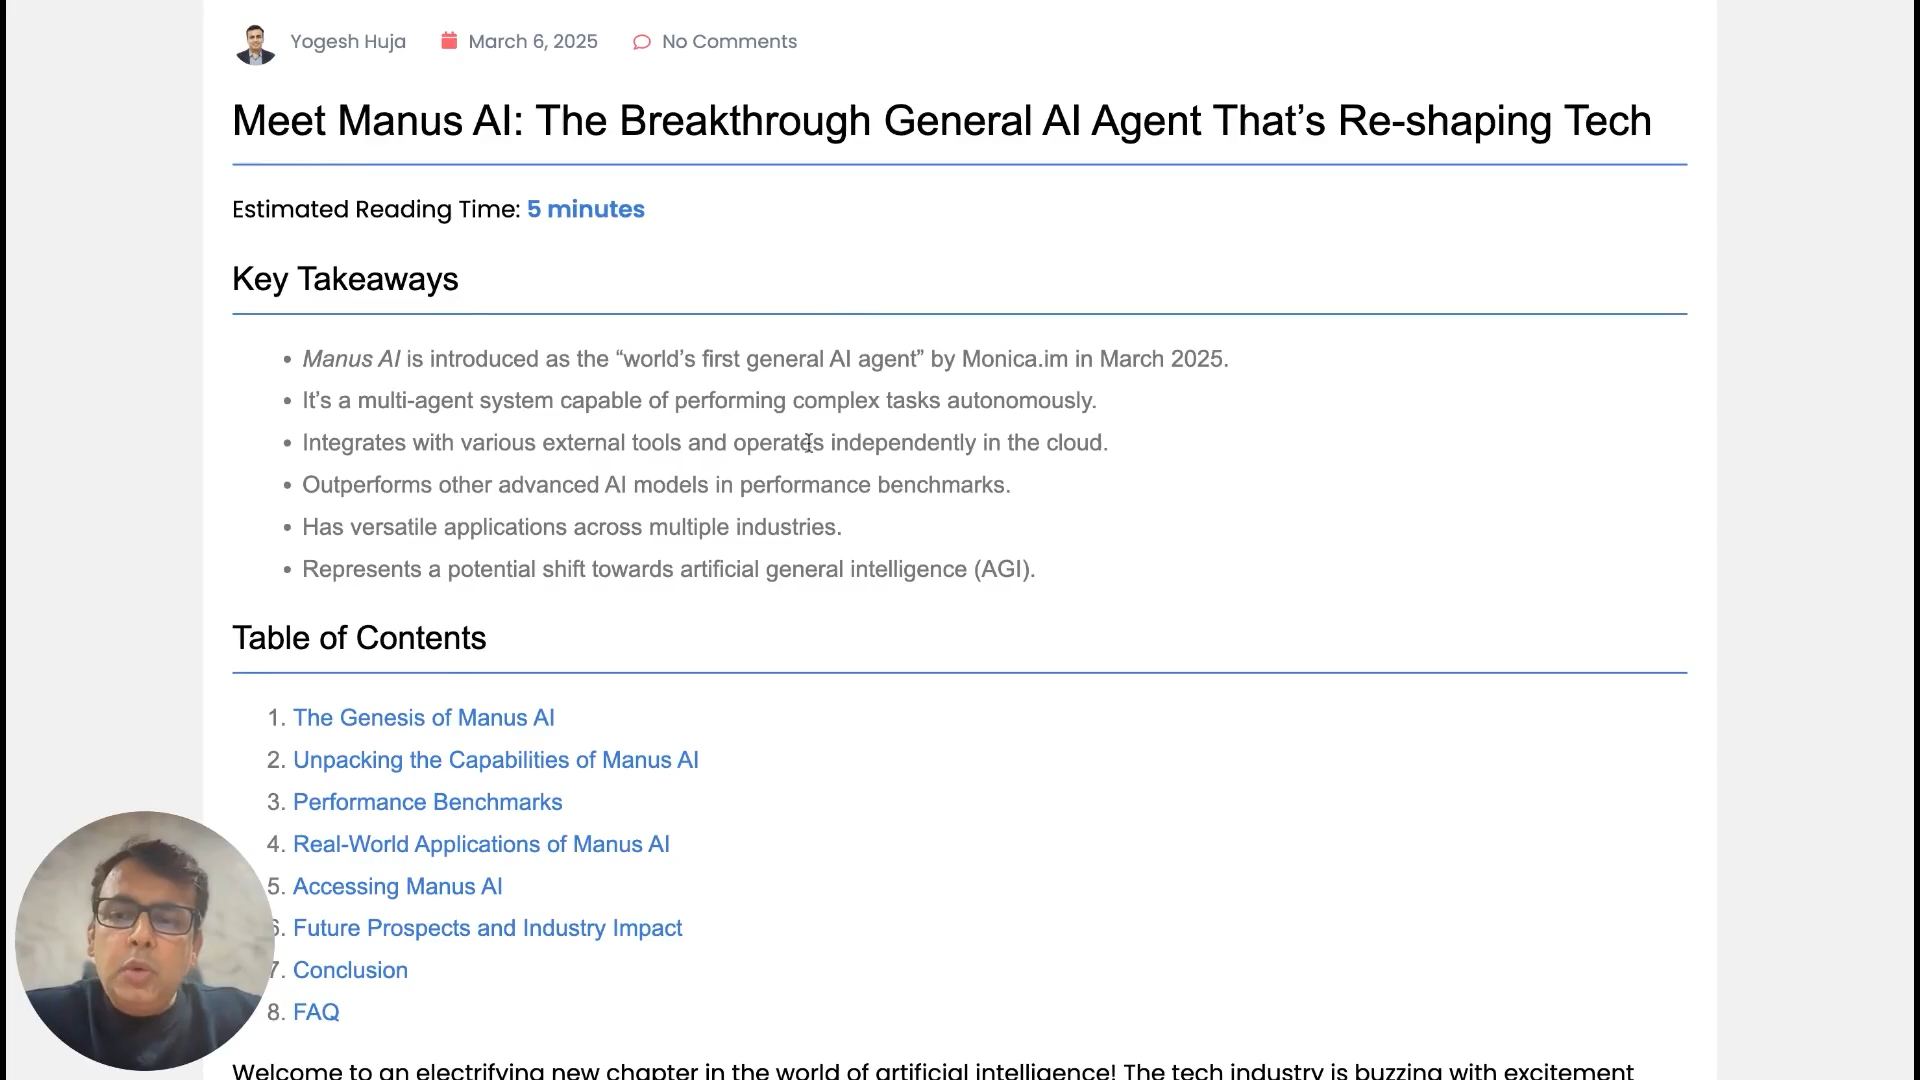 Yogesh Huja March 6, 2025 No Comments
Meet Manus AI: The Breakthrough General AI Agent That’s Re-shaping Tech
Estimated Reading Time: 5 minutes
Key Takeaways
• Manus AI is introduced as the “world’s first general AI agent” by Monica.im in March 2025.
• It’s a multi-agent system capable of performing complex tasks autonomously.
• Integrates with various external tools and operates independently in the cloud.
• Outperforms other advanced AI models in performance benchmarks.
• Has versatile applications across multiple industries.
• Represents a potential shift towards artificial general intelligence (AGI).
Table of Contents
1. The Genesis of Manus AI
2. Unpacking the Capabilities of Manus AI
3. Performance Benchmarks
4. Real-World Applications of Manus AI
5. Accessing Manus AI
6. Future Prospects and Industry Impact
7. Conclusion
8. FAQ
Welcome to an electrifying new chapter in the world of artificial intelligence! The tech industry is buzzing with excitement